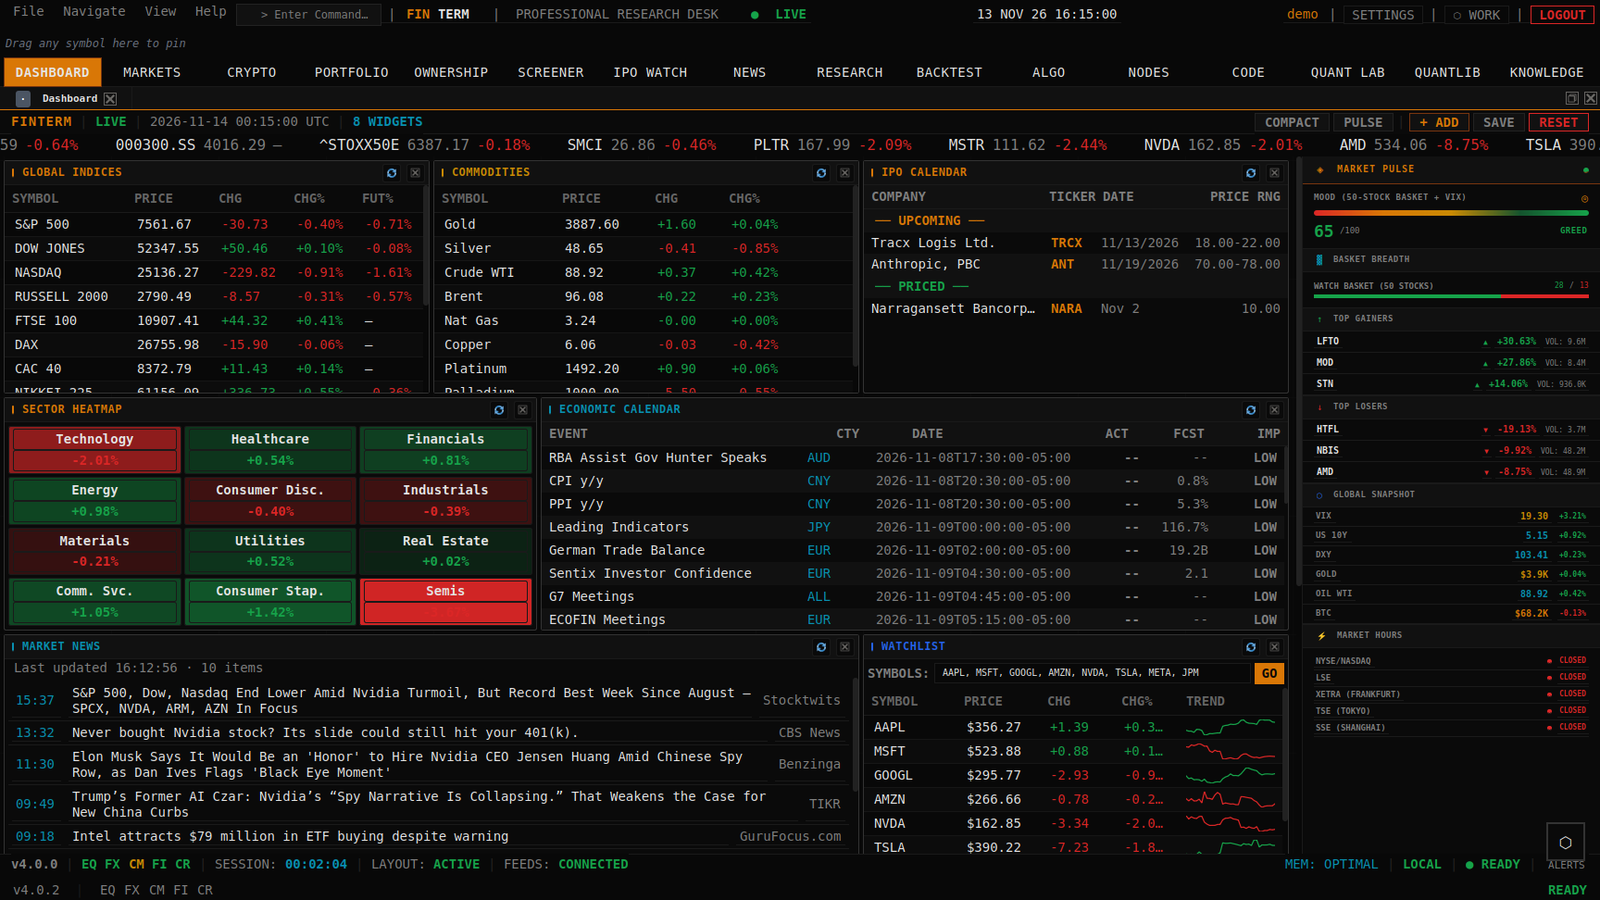 File Navigate View Help > Enter Command… | FIN TERM | PROFESSIONAL RESEARCH DESK ● LIVE 13 NOV 26 16:15:00 demo | SETTINGS | ⬡ WORK | LOGOUT
Drag any symbol here to pin
DASHBOARD MARKETS CRYPTO PORTFOLIO OWNERSHIP SCREENER IPO WATCH NEWS RESEARCH BACKTEST ALGO NODES CODE QUANT LAB QUANTLIB KNOWLEDGE
Dashboard
FINTERM LIVE 2026-11-14 00:15:00 UTC 8 WIDGETS COMPACT PULSE + ADD SAVE RESET
59 -0.64% 000300.SS 4016.29 — ^STOXX50E 6387.17 -0.18% SMCI 26.86 -0.46% PLTR 167.99 -2.09% MSTR 111.62 -2.44% NVDA 162.85 -2.01% AMD 534.06 -8.75% TSLA 390.
GLOBAL INDICES
SYMBOL PRICE CHG CHG% FUT%
S&P 500 7561.67 -30.73 -0.40% -0.71%
DOW JONES 52347.55 +50.46 +0.10% -0.08%
NASDAQ 25136.27 -229.82 -0.91% -1.61%
RUSSELL 2000 2790.49 -8.57 -0.31% -0.57%
FTSE 100 10907.41 +44.32 +0.41% —
DAX 26755.98 -15.90 -0.06% —
CAC 40 8372.79 +11.43 +0.14% —
NIKKEI 225 61156.09 +336.73 +0.55% -0.36%
COMMODITIES
SYMBOL PRICE CHG CHG%
Gold 3887.60 +1.60 +0.04%
Silver 48.65 -0.41 -0.85%
Crude WTI 88.92 +0.37 +0.42%
Brent 96.08 +0.22 +0.23%
Nat Gas 3.24 -0.00 +0.00%
Copper 6.06 -0.03 -0.42%
Platinum 1492.20 +0.90 +0.06%
Palladium 1000.00 -5.50 -0.55%
IPO CALENDAR
COMPANY TICKER DATE PRICE RNG
── UPCOMING ──
Tracx Logis Ltd. TRCX 11/13/2026 18.00-22.00
Anthropic, PBC ANT 11/19/2026 70.00-78.00
── PRICED ──
Narragansett Bancorp… NARA Nov 2 10.00
SECTOR HEATMAP
Technology Healthcare Financials
-2.01% +0.54% +0.81%
Energy Consumer Disc. Industrials
+0.98% -0.40% -0.39%
Materials Utilities Real Estate
-0.21% +0.52% +0.02%
Comm. Svc. Consumer Stap. Semis
+1.05% +1.42%
ECONOMIC CALENDAR
EVENT CTY DATE ACT FCST IMP
RBA Assist Gov Hunter Speaks AUD 2026-11-08T17:30:00-05:00 -- -- LOW
CPI y/y CNY 2026-11-08T20:30:00-05:00 -- 0.8% LOW
PPI y/y CNY 2026-11-08T20:30:00-05:00 -- 5.3% LOW
Leading Indicators JPY 2026-11-09T00:00:00-05:00 -- 116.7% LOW
German Trade Balance EUR 2026-11-09T02:00:00-05:00 -- 19.2B LOW
Sentix Investor Confidence EUR 2026-11-09T04:30:00-05:00 -- 2.1 LOW
G7 Meetings ALL 2026-11-09T04:45:00-05:00 -- -- LOW
ECOFIN Meetings EUR 2026-11-09T05:15:00-05:00 -- -- LOW
MARKET NEWS
Last updated 16:12:56 · 10 items
15:37 S&P 500, Dow, Nasdaq End Lower Amid Nvidia Turmoil, But Record Best Week Since August — Stocktwits
SPCX, NVDA, ARM, AZN In Focus
13:32 Never bought Nvidia stock? Its slide could still hit your 401(k). CBS News
11:30 Elon Musk Says It Would Be an 'Honor' to Hire Nvidia CEO Jensen Huang Amid Chinese Spy Benzinga
Row, as Dan Ives Flags 'Black Eye Moment'
09:49 Trump’s Former AI Czar: Nvidia’s “Spy Narrative Is Collapsing.” That Weakens the Case for TIKR
New China Curbs
09:18 Intel attracts $79 million in ETF buying despite warning GuruFocus.com
WATCHLIST
SYMBOLS: AAPL, MSFT, GOOGL, AMZN, NVDA, TSLA, META, JPM GO
SYMBOL PRICE CHG CHG% TREND
AAPL $356.27 +1.39 +0.3…
MSFT $523.88 +0.88 +0.1…
GOOGL $295.77 -2.93 -0.9…
AMZN $266.66 -0.78 -0.2…
NVDA $162.85 -3.34 -2.0…
TSLA $390.22 -7.23 -1.8…
MARKET PULSE
MOOD (50-STOCK BASKET + VIX)
65 /100 GREED
BASKET BREADTH
WATCH BASKET (50 STOCKS) 28 / 13
↑ TOP GAINERS
LFTO ▲ +30.63% VOL: 9.6M
MOD ▲ +27.86% VOL: 8.4M
STN ▲ +14.06% VOL: 936.0K
↓ TOP LOSERS
HTFL ▼ -19.13% VOL: 3.7M
NBIS ▼ -9.92% VOL: 48.2M
AMD ▼ -8.75% VOL: 48.9M
GLOBAL SNAPSHOT
VIX 19.30 +3.21%
US 10Y 5.15 +0.92%
DXY 103.41 +0.23%
GOLD $3.9K +0.04%
OIL WTI 88.92 +0.42%
BTC $68.2K -0.13%
⚡ MARKET HOURS
NYSE/NASDAQ ● CLOSED
LSE ● CLOSED
XETRA (FRANKFURT) ● CLOSED
TSE (TOKYO) ● CLOSED
SSE (SHANGHAI) ● CLOSED
v4.0.0 EQ FX CM FI CR SESSION: 00:02:04 LAYOUT: ACTIVE FEEDS: CONNECTED MEM: OPTIMAL LOCAL ● READY ALERTS
v4.0.2 EQ FX CM FI CR READY